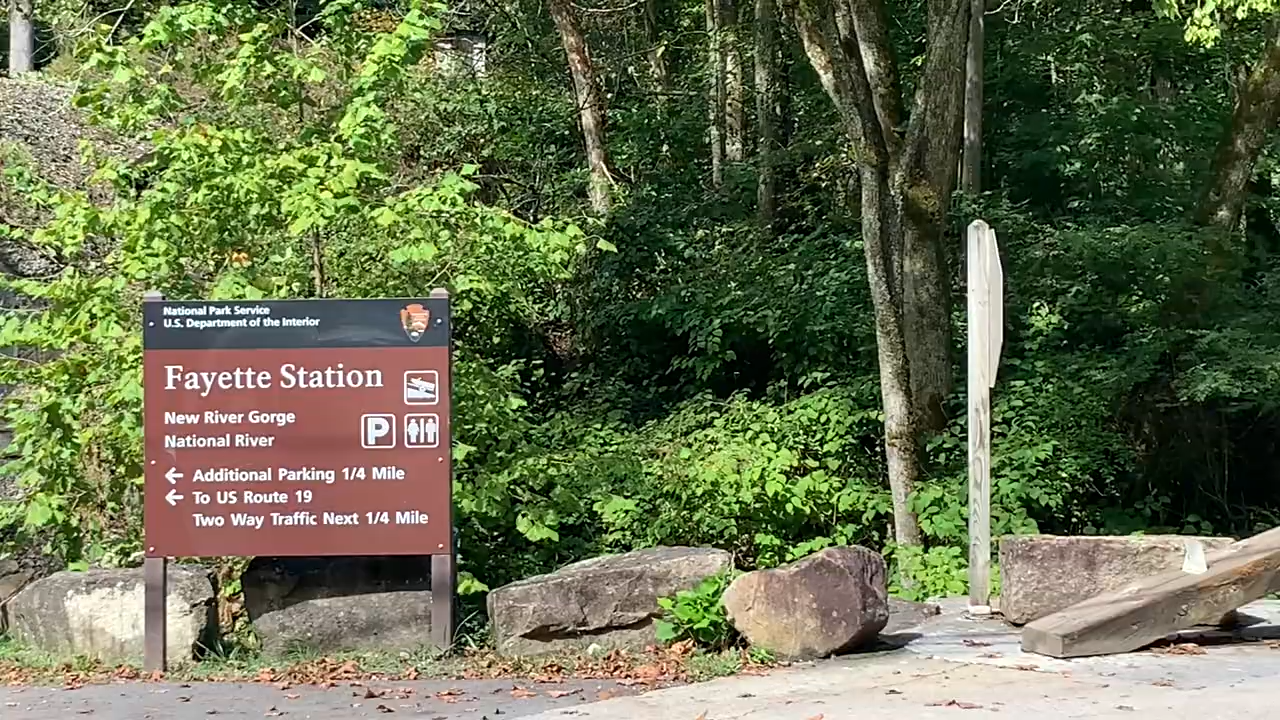 National Park Service
U.S. Department of the Interior
Fayette Station
New River Gorge
National River
P
← Additional Parking 1/4 Mile
← To US Route 19
Two Way Traffic Next 1/4 Mile